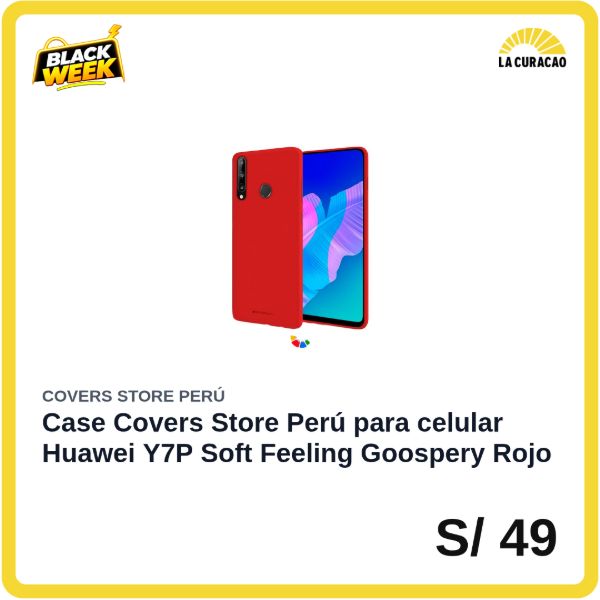 BLACK
WEEK
LA CURACAO
COVERS STORE PERÚ
Case Covers Store Perú para celular
Huawei Y7P Soft Feeling Goospery Rojo
S/ 49